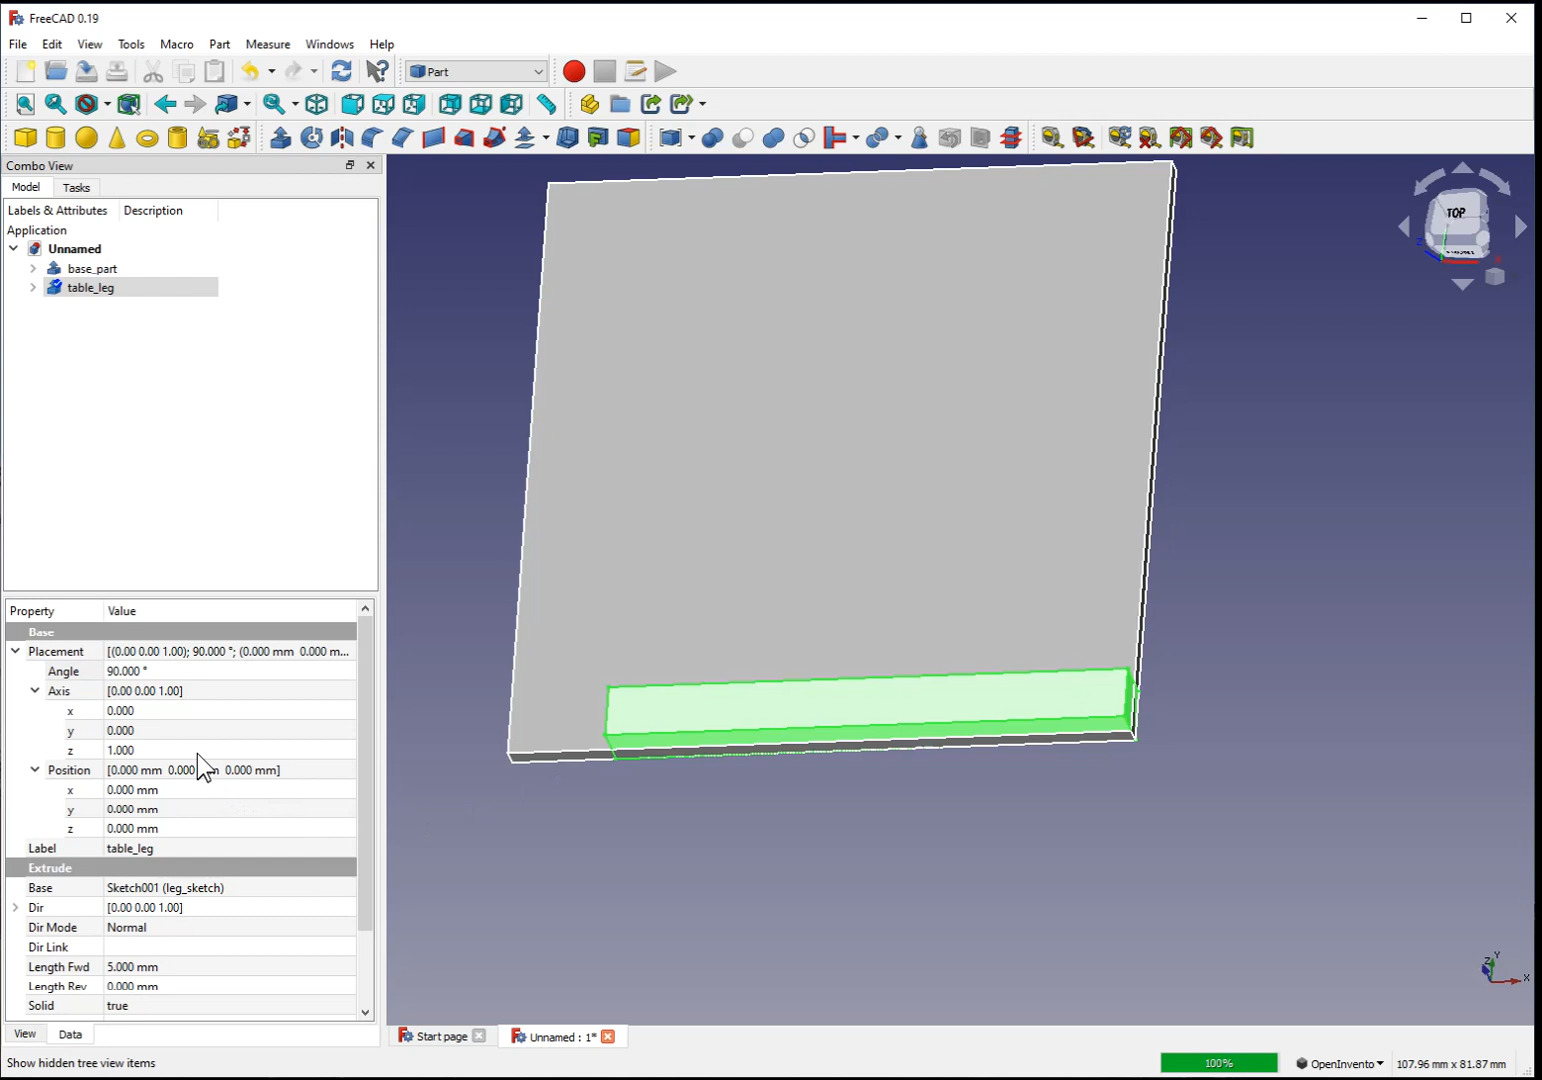 FreeCAD 0.19
File Edit View Tools Macro Part Measure Windows Help
Part
Combo View
Model Tasks
Labels & Attributes Description
Application
Unnamed
base_part
table_leg
TOP
Property Value
Base
Placement [(0.00 0.00 1.00); 90.000 °; (0.000 mm 0.000 m...
Angle 90.000 °
Axis [0.00 0.00 1.00]
x 0.000
y 0.000
z 1.000
Position [0.000 mm 0.000 0.000 mm]
x 0.000 mm
y 0.000 mm
z 0.000 mm
Label table_leg
Extrude
Base Sketch001 (leg_sketch)
Dir [0.00 0.00 1.00]
Dir Mode Normal
Dir Link
Length Fwd 5.000 mm
Length Rev 0.000 mm
Solid true
Z Y X
View Data
Start page Unnamed : 1*
Show hidden tree view items
100% OpenInvento 107.96 mm x 81.87 mm